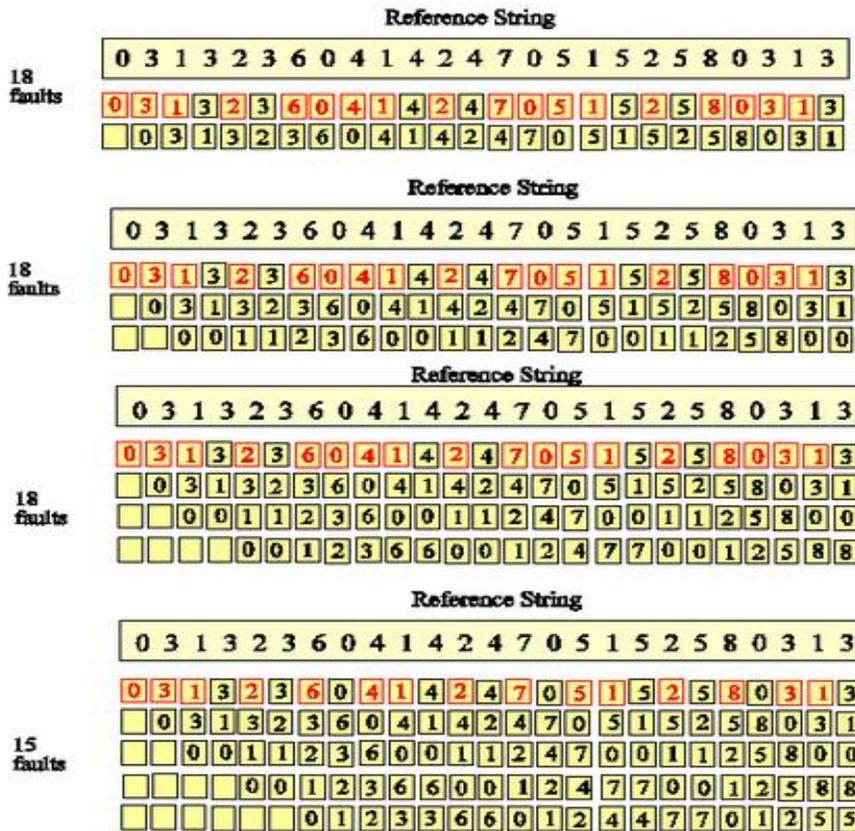 Reference String
0 3 1 3 2 3 6 0 4 1 4 2 4 7 0 5 1 5 2 5 8 0 3 1 3
18
faults
0 3 1 3 2 3 6 0 4 1 4 2 4 7 0 5 1 5 2 5 8 0 3 1 3
0 3 1 3 2 3 6 0 4 1 4 2 4 7 0 5 1 5 2 5 8 0 3 1
Reference String
0 3 1 3 2 3 6 0 4 1 4 2 4 7 0 5 1 5 2 5 8 0 3 1 3
18
faults
0 3 1 3 2 3 6 0 4 1 4 2 4 7 0 5 1 5 2 5 8 0 3 1 3
0 3 1 3 2 3 6 0 4 1 4 2 4 7 0 5 1 5 2 5 8 0 3 1
0 0 1 1 2 3 6 0 0 1 1 2 4 7 0 0 1 1 2 5 8 0 0
Reference String
0 3 1 3 2 3 6 0 4 1 4 2 4 7 0 5 1 5 2 5 8 0 3 1 3
18
faults
0 3 1 3 2 3 6 0 4 1 4 2 4 7 0 5 1 5 2 5 8 0 3 1 3
0 3 1 3 2 3 6 0 4 1 4 2 4 7 0 5 1 5 2 5 8 0 3 1
0 0 1 1 2 3 6 0 0 1 1 2 4 7 0 0 1 1 2 5 8 0 0
0 0 1 2 3 6 6 0 0 1 2 4 7 7 0 0 1 2 5 8 8
Reference String
0 3 1 3 2 3 6 0 4 1 4 2 4 7 0 5 1 5 2 5 8 0 3 1 3
15
faults
0 3 1 3 2 3 6 0 4 1 4 2 4 7 0 5 1 5 2 5 8 0 3 1 3
0 3 1 3 2 3 6 0 4 1 4 2 4 7 0 5 1 5 2 5 8 0 3 1
0 0 1 1 2 3 6 0 0 1 1 2 4 7 0 0 1 1 2 5 8 0 0
0 0 1 2 3 6 6 0 0 1 2 4 7 7 0 0 1 2 5 8 8
0 1 2 3 3 6 6 0 1 2 4 4 7 7 0 1 2 5 5